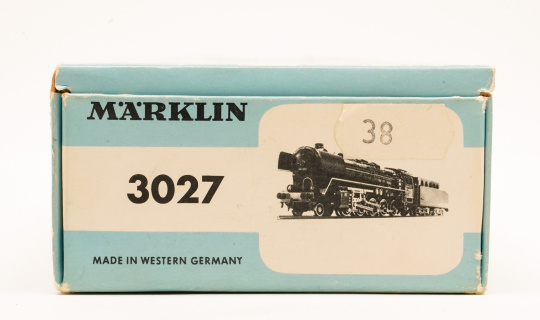 MÄRKLIN
38
3027
MADE IN WESTERN GERMANY